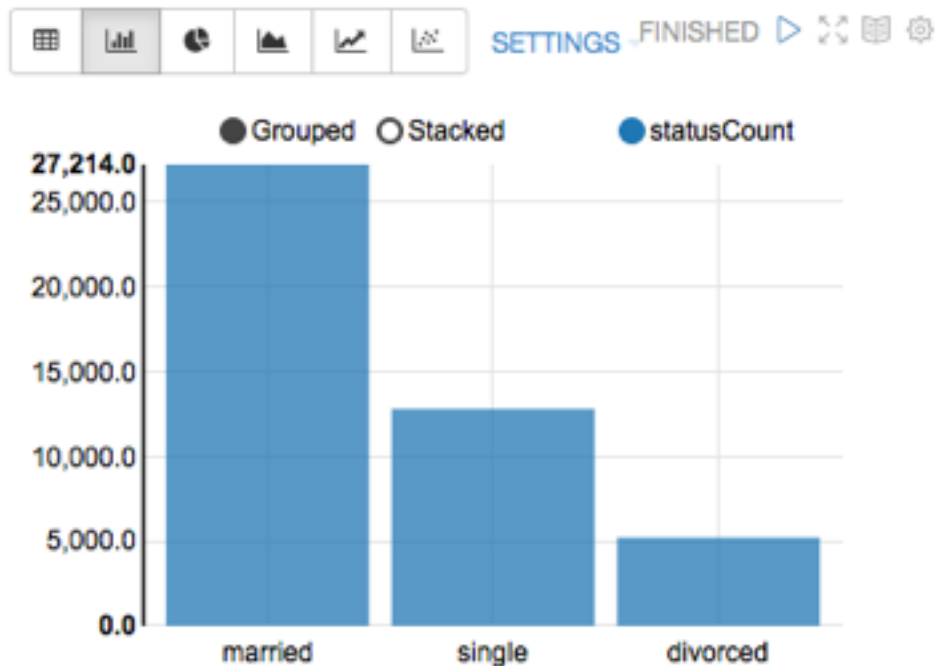 SETTINGS FINISHED
Grouped Stacked statusCount
27,214.0
25,000.0
20,000.0
15,000.0
10,000.0
5,000.0
0.0
married single divorced